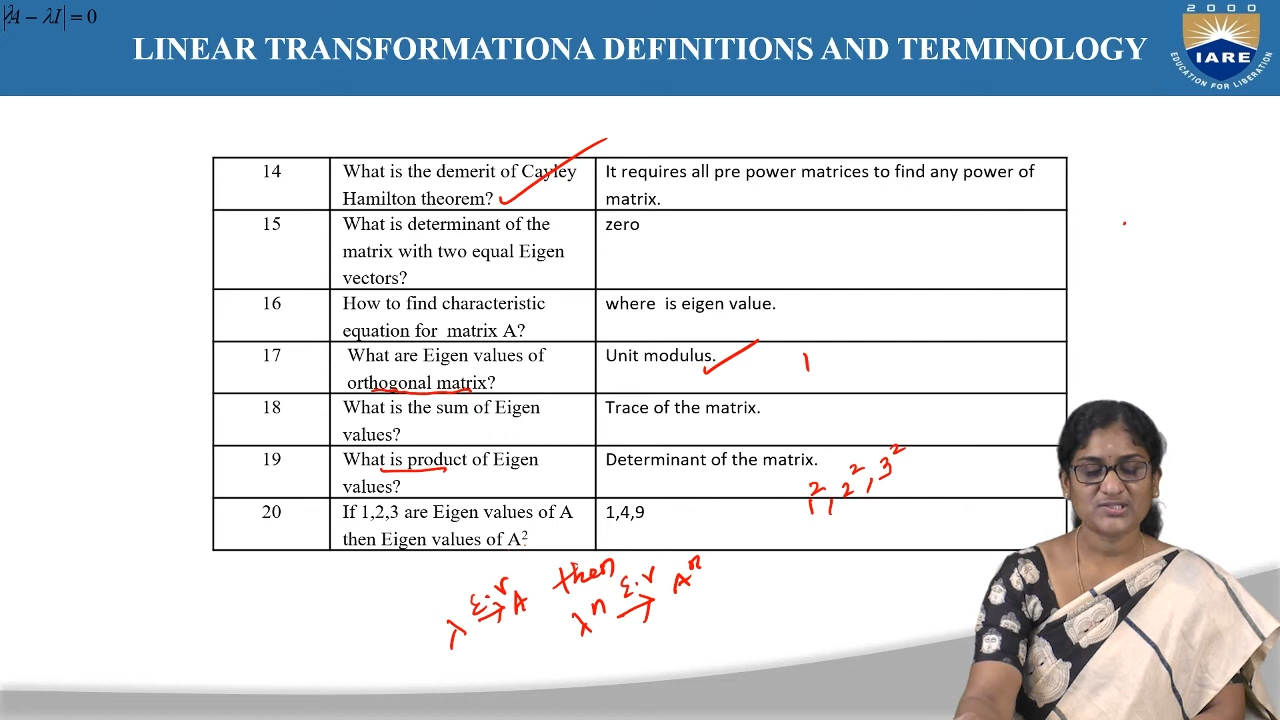 |λA − λI| = 0
LINEAR TRANSFORMATIONA DEFINITIONS AND TERMINOLOGY
2000
IARE
EDUCATION FOR LIBERATION
14 What is the demerit of Cayley It requires all pre power matrices to find any power of
Hamilton theorem? matrix.
15 What is determinant of the zero
matrix with two equal Eigen
vectors?
16 How to find characteristic where is eigen value.
equation for matrix A?
17 What are Eigen values of Unit modulus. 1
orthogonal matrix?
18 What is the sum of Eigen Trace of the matrix.
values?
19 What is product of Eigen Determinant of the matrix.
values?
1², 2², 3²
20 If 1,2,3 are Eigen values of A 1,4,9
then Eigen values of A²
λ E.V → A then λⁿ E.V → Aⁿ